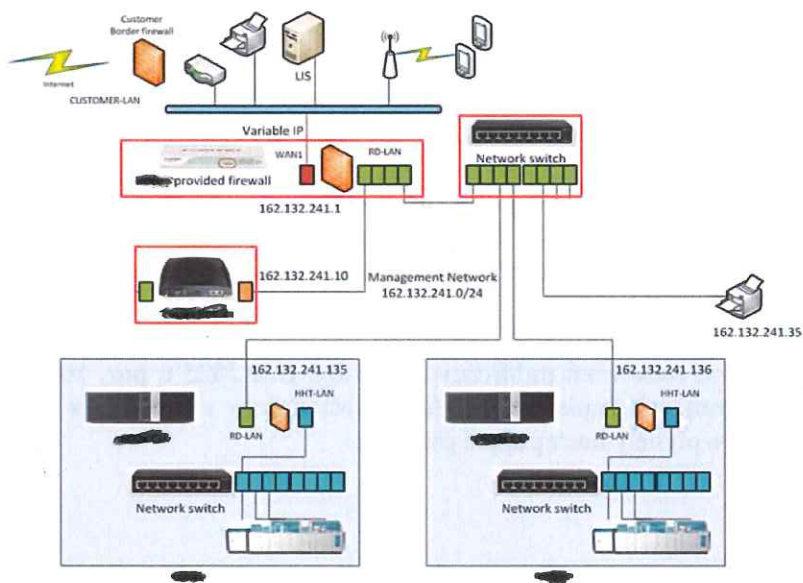 Customer
Border firewall
Internet
CUSTOMER-LAN
LIS
Variable IP
WAN1
RD-LAN
provided firewall
162.132.241.1
Network switch
162.132.241.10
Management Network
162.132.241.0/24
162.132.241.35
162.132.241.135
HHT-LAN
RD-LAN
Network switch
162.132.241.136
HHT-LAN
RD-LAN
Network switch